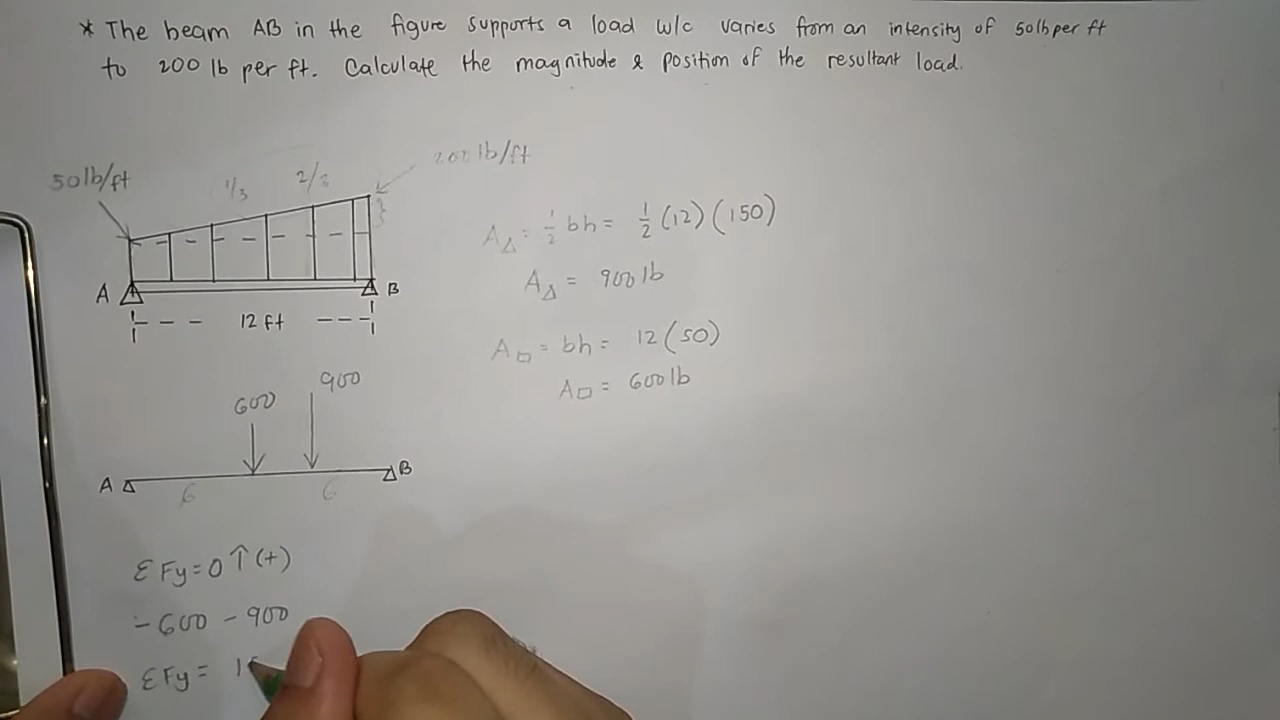 * The beam AB in the figure supports a load w/c varies from an intensity of 50lb per ft
to 200 lb per ft. Calculate the magnitude & position of the resultant load.
50lb/ft
1/3
2/3
200 lb/ft
A
B
12 ft
A△ = 1/2 bh = 1/2 (12)(150)
A△ = 900 lb
A□ = bh = 12(50)
A□ = 600 lb
600
900
A
B
6
6
ΣFy=0↑(+)
-600 - 900
ΣFy=